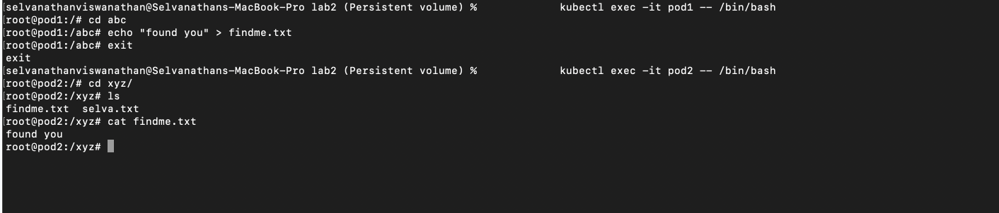 [selvanathanviswanathan@Selvanathans-MacBook-Pro lab2 (Persistent volume) %             kubectl exec -it pod1 -- /bin/bash
[root@pod1:/# cd abc
[root@pod1:/abc# echo "found you" > findme.txt
[root@pod1:/abc# exit
exit
[selvanathanviswanathan@Selvanathans-MacBook-Pro lab2 (Persistent volume) %             kubectl exec -it pod2 -- /bin/bash
[root@pod2:/# cd xyz/
[root@pod2:/xyz# ls
findme.txt  selva.txt
[root@pod2:/xyz# cat findme.txt
found you
root@pod2:/xyz#